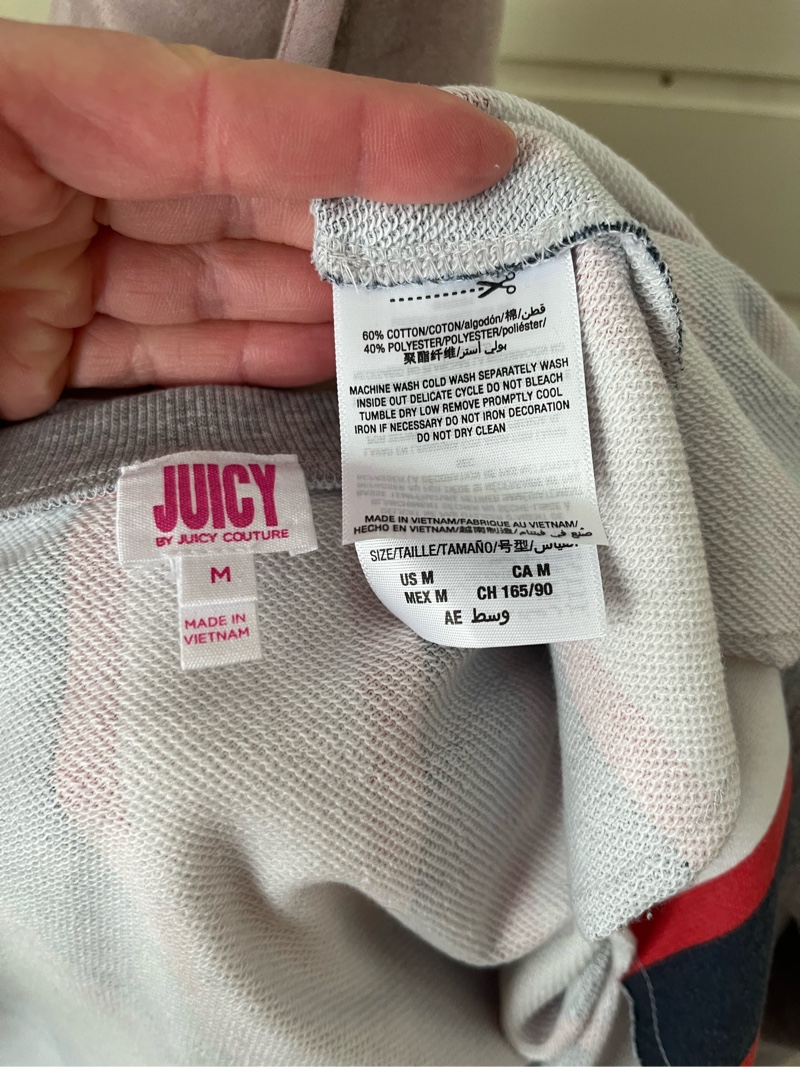 60% COTTON/COTON/algodón/棉/قطن
40% POLYESTER/POLYESTER/poliéster/
聚酯纤维/بولي أستر
MACHINE WASH COLD WASH SEPARATELY WASH
INSIDE OUT DELICATE CYCLE DO NOT BLEACH
TUMBLE DRY LOW REMOVE PROMPTLY COOL
IRON IF NECESSARY DO NOT IRON DECORATION
DO NOT DRY CLEAN
MADE IN VIETNAM/FABRIQUE AU VIETNAM/
HECHO EN VIETNAM/越南制造/صنع في فيتنام
SIZE/TAILLE/TAMAÑO/号型/
US M CA M
MEX M CH 165/90
AE وسط
JUICY
BY JUICY COUTURE
M
MADE IN
VIETNAM